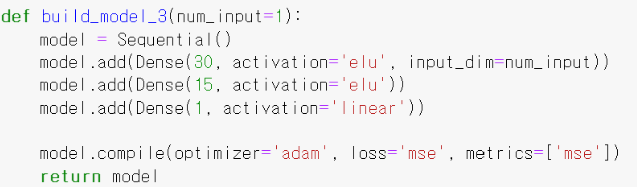 def build_model_3(num_input=1):
    model = Sequential()
    model.add(Dense(30, activation='elu', input_dim=num_input))
    model.add(Dense(15, activation='elu'))
    model.add(Dense(1, activation='linear'))

    model.compile(optimizer='adam', loss='mse', metrics=['mse'])
    return model